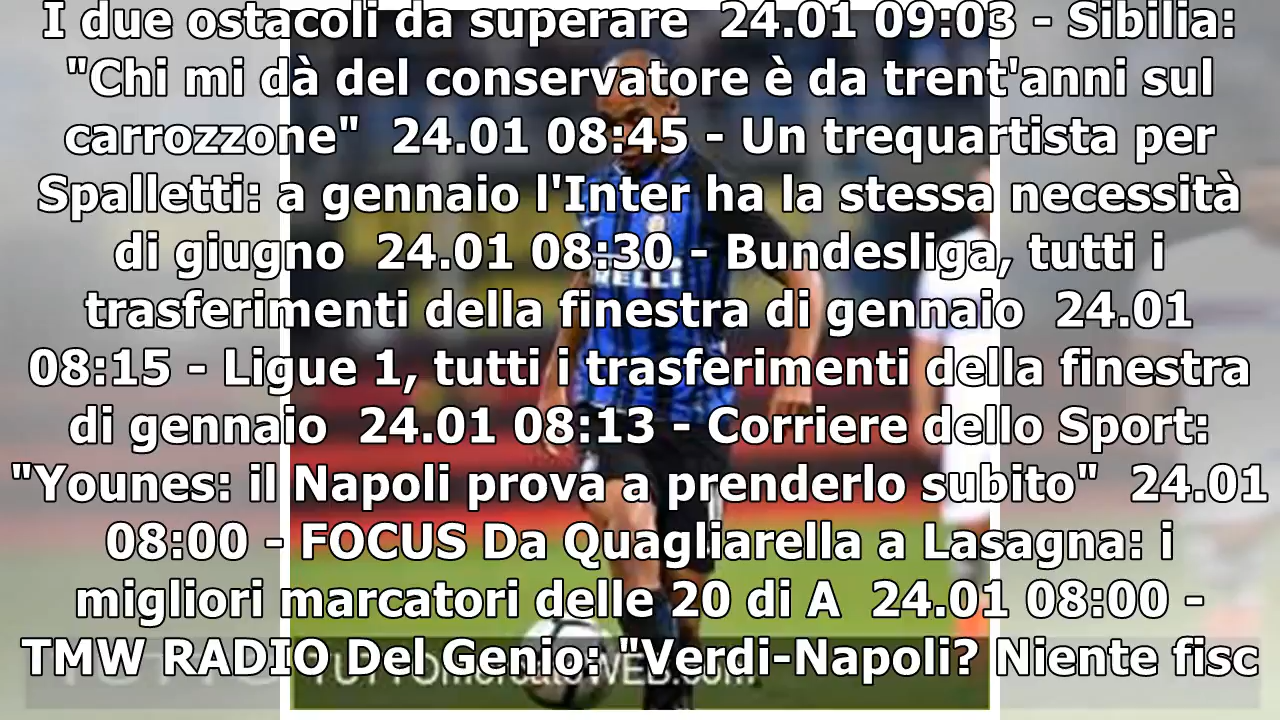 I due ostacoli da superare  24.01 09:03 - Sibilia:
"Chi mi dà del conservatore è da trent'anni sul
carrozzone"  24.01 08:45 - Un trequartista per
Spalletti: a gennaio l'Inter ha la stessa necessità
di giugno  24.01 08:30 - Bundesliga, tutti i
trasferimenti della finestra di gennaio  24.01
08:15 - Ligue 1, tutti i trasferimenti della finestra
di gennaio  24.01 08:13 - Corriere dello Sport:
"Younes: il Napoli prova a prenderlo subito"  24.01
08:00 - FOCUS Da Quagliarella a Lasagna: i
migliori marcatori delle 20 di A  24.01 08:00 -
TMW RADIO Del Genio: "Verdi-Napoli? Niente fisc
TUTTOmercatoWEB.com